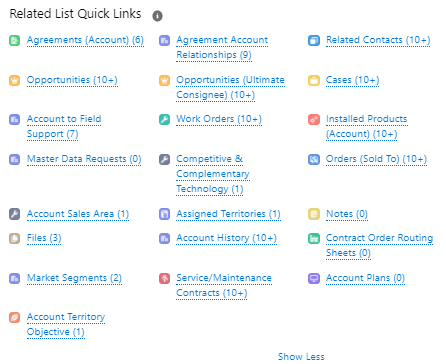 Related List Quick Links
Agreements (Account) (6)
Agreement Account
Relationships (9)
Related Contacts (10+)
Opportunities (10+)
Opportunities (Ultimate
Consignee) (10+)
Cases (10+)
Account to Field
Support (7)
Work Orders (10+)
Installed Products
(Account) (10+)
Master Data Requests (0)
Competitive &
Complementary
Technology (1)
Orders (Sold To) (10+)
Account Sales Area (1)
Assigned Territories (1)
Notes (0)
Files (3)
Account History (10+)
Contract Order Routing
Sheets (0)
Market Segments (2)
Service/Maintenance
Contracts (10+)
Account Plans (0)
Account Territory
Objective (1)
Show Less